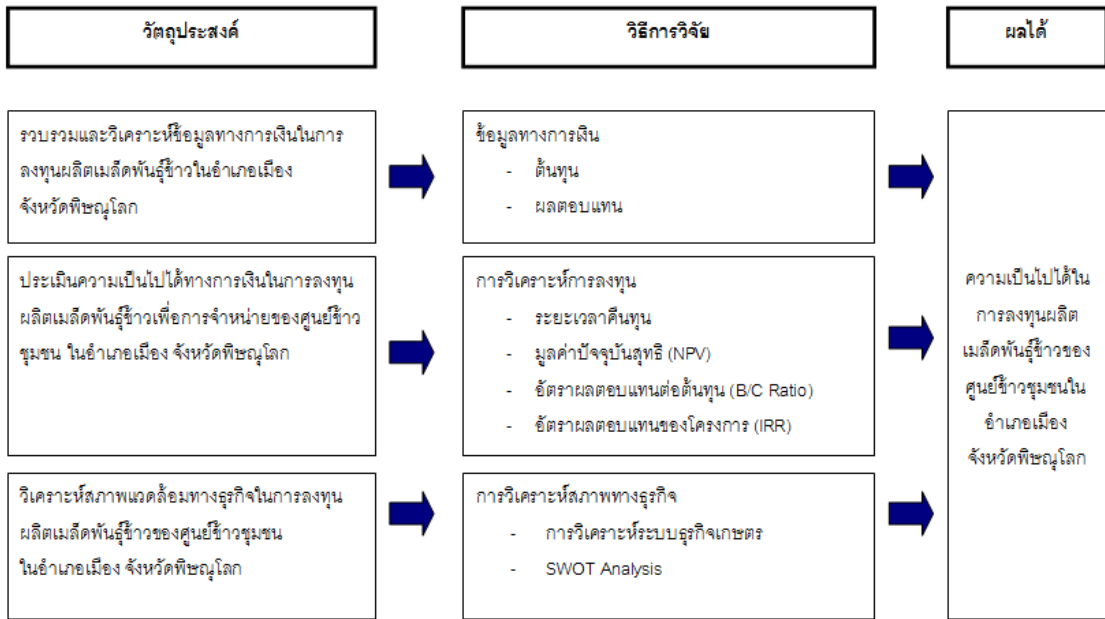 วัตถุประสงค์
วิธีการวิจัย
ผลได้
รวบรวมและวิเคราะห์ข้อมูลทางการเงินในการ
ลงทุนผลิตเมล็ดพันธุ์ข้าวในอำเภอเมือง
จังหวัดพิษณุโลก
ข้อมูลทางการเงิน
- ต้นทุน
- ผลตอบแทน
ประเมินความเป็นไปได้ทางการเงินในการลงทุน
ผลิตเมล็ดพันธุ์ข้าวเพื่อการจำหน่ายของศูนย์ข้าว
ชุมชน ในอำเภอเมือง จังหวัดพิษณุโลก
การวิเคราะห์การลงทุน
- ระยะเวลาคืนทุน
- มูลค่าปัจจุบันสุทธิ (NPV)
- อัตราผลตอบแทนต่อต้นทุน (B/C Ratio)
- อัตราผลตอบแทนของโครงการ (IRR)
วิเคราะห์สภาพแวดล้อมทางธุรกิจในการลงทุน
ผลิตเมล็ดพันธุ์ข้าวของศูนย์ข้าวชุมชน
ในอำเภอเมือง จังหวัดพิษณุโลก
การวิเคราะห์สภาพทางธุรกิจ
- การวิเคราะห์ระบบธุรกิจเกษตร
- SWOT Analysis
ความเป็นไปได้ใน
การลงทุนผลิต
เมล็ดพันธุ์ข้าวของ
ศูนย์ข้าวชุมชนใน
อำเภอเมือง
จังหวัดพิษณุโลก